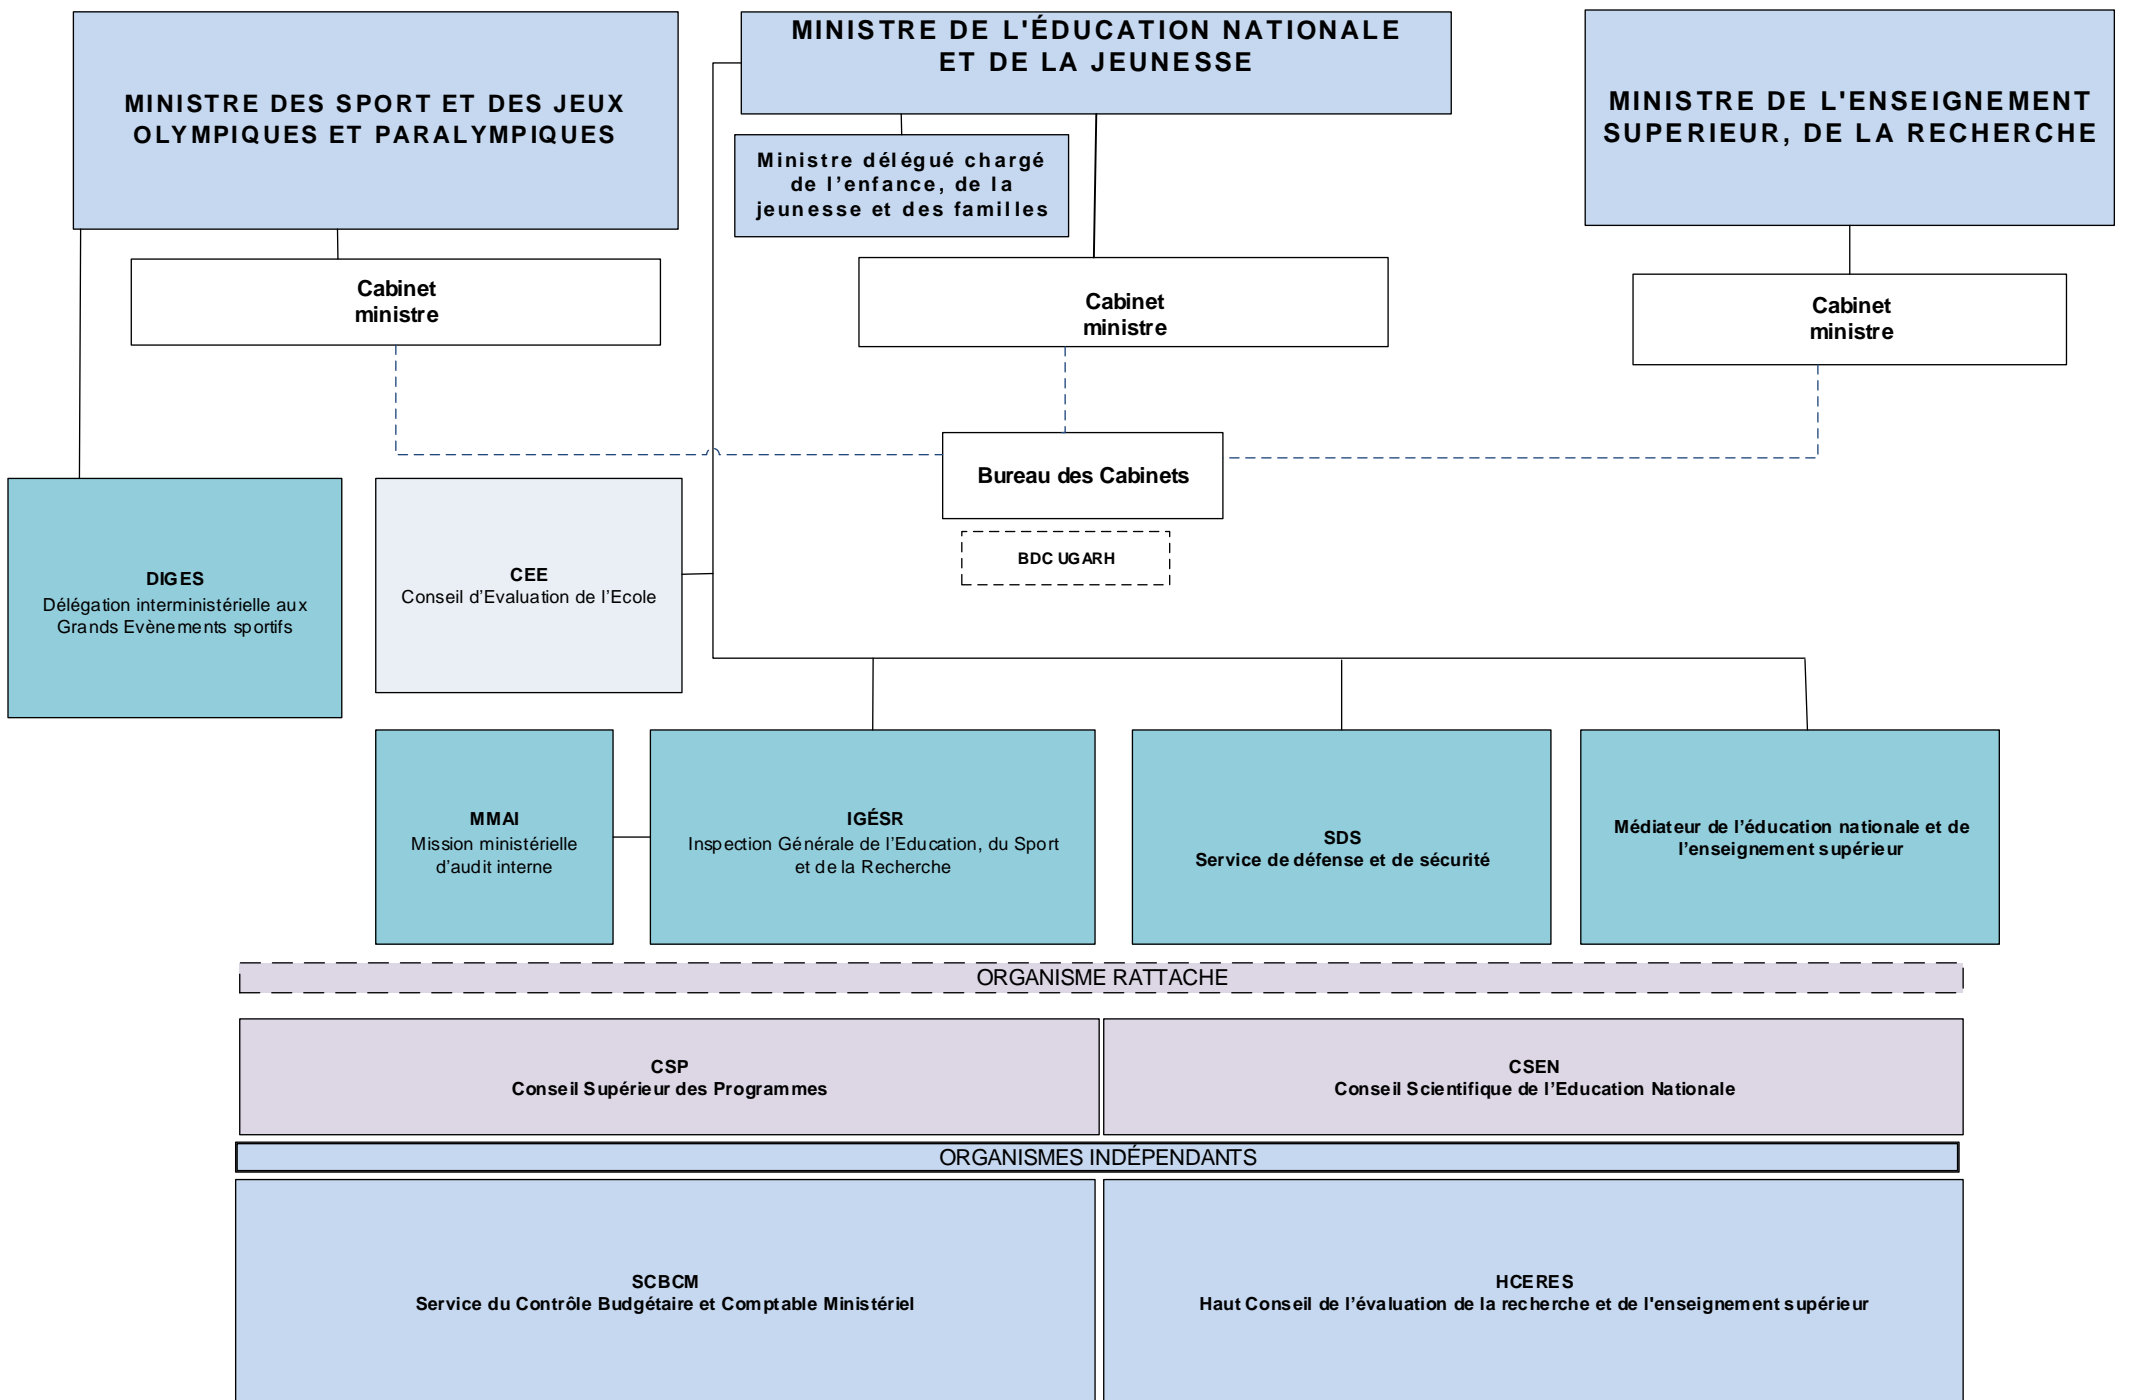 MINISTRE DES SPORT ET DES JEUX
OLYMPIQUES ET PARALYMPIQUES
MINISTRE DE L'ÉDUCATION NATIONALE
ET DE LA JEUNESSE
MINISTRE DE L'ENSEIGNEMENT
SUPERIEUR, DE LA RECHERCHE
Ministre délégué chargé
de l’enfance, de la
jeunesse et des familles
Cabinet
ministre
Cabinet
ministre
Cabinet
ministre
Bureau des Cabinets
BDC UGARH
DIGES
Délégation interministérielle aux
Grands Evènements sportifs
CEE
Conseil d’Evaluation de l’Ecole
MMAI
Mission ministérielle
d’audit interne
IGÉSR
Inspection Générale de l’Education, du Sport
et de la Recherche
SDS
Service de défense et de sécurité
Médiateur de l’éducation nationale et de
l’enseignement supérieur
ORGANISME RATTACHE
CSP
Conseil Supérieur des Programmes
CSEN
Conseil Scientifique de l’Education Nationale
ORGANISMES INDÉPENDANTS
SCBCM
Service du Contrôle Budgétaire et Comptable Ministériel
HCERES
Haut Conseil de l’évaluation de la recherche et de l'enseignement supérieur